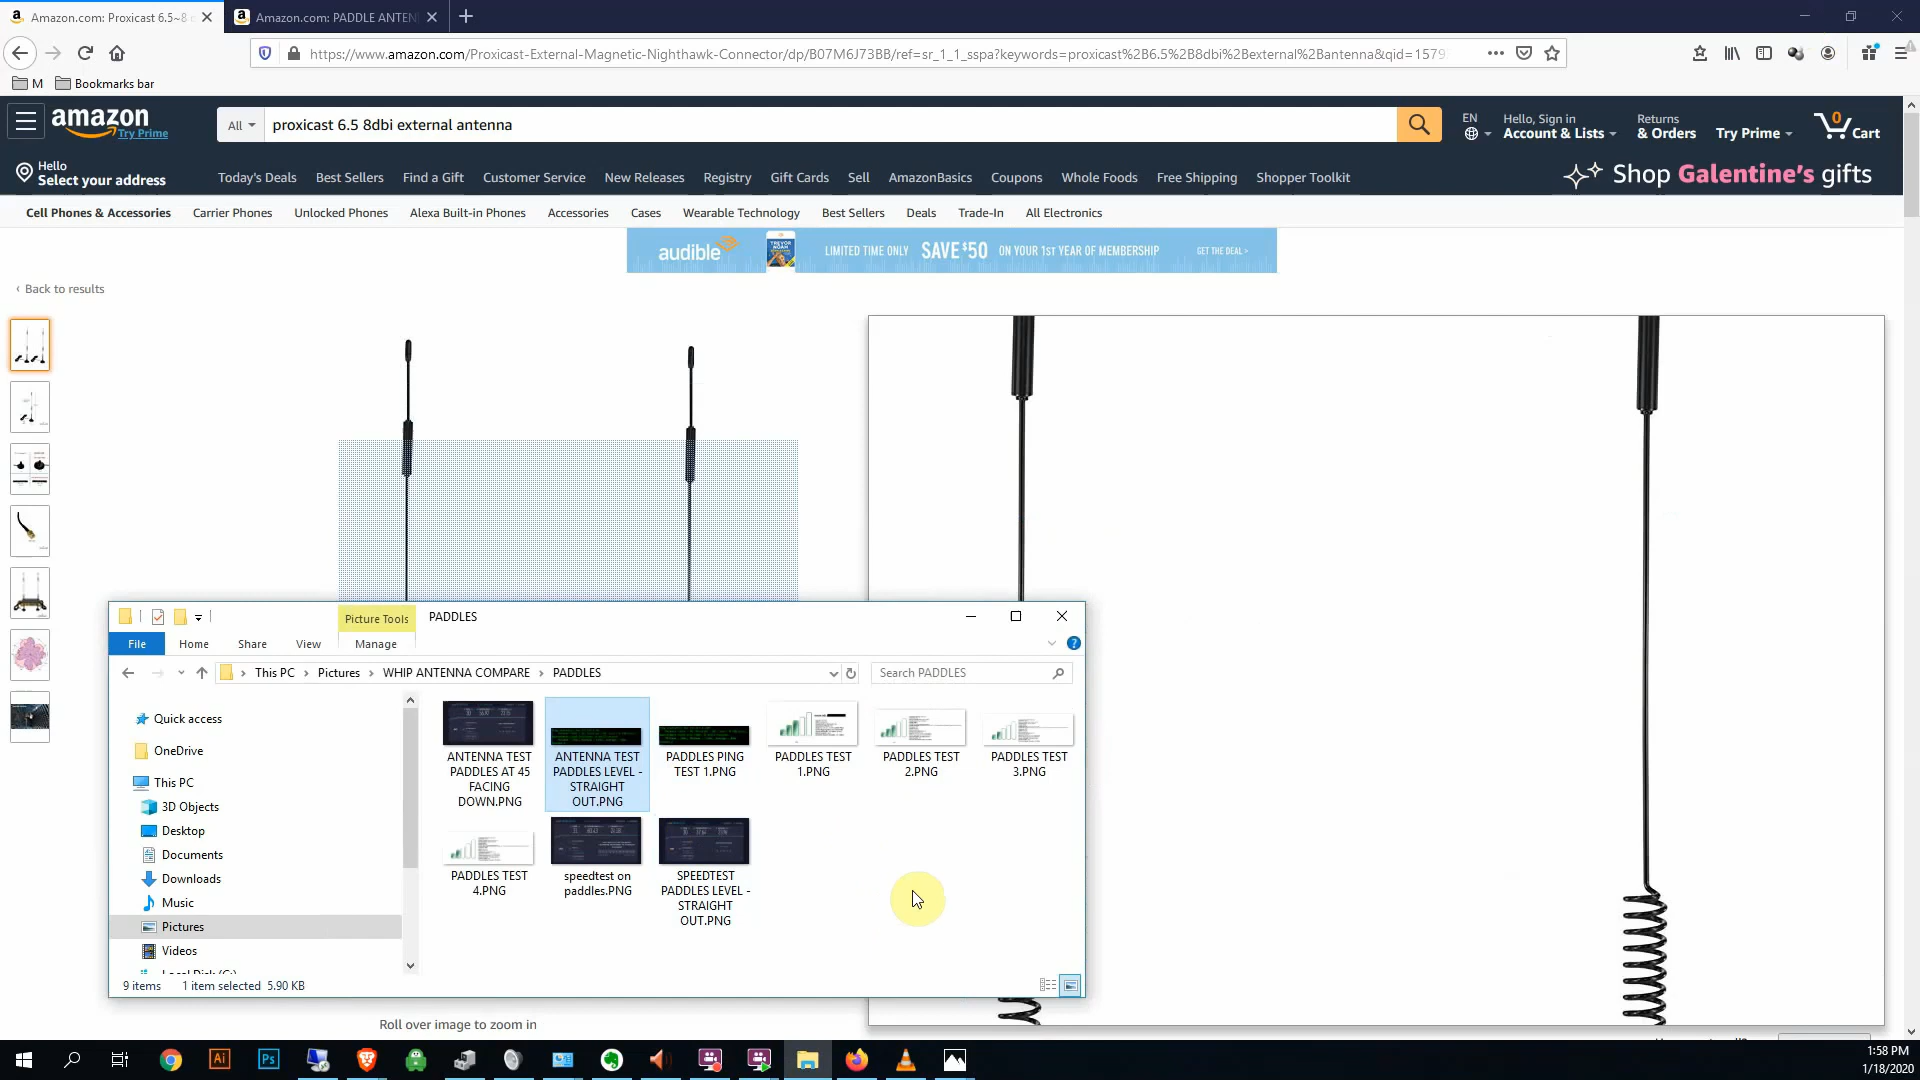 Amazon.com: Proxicast 6.5~8
Amazon.com: PADDLE ANTEN
https://www.amazon.com/Proxicast-External-Magnetic-Nighthawk-Connector/dp/B07M6J73BB/ref=sr_1_1_sspa?keywords=proxicast%2B6.5%2B8dbi%2Bexternal%2Bantenna&qid=1579
M
Bookmarks bar
amazon
Try Prime
All
proxicast 6.5 8dbi external antenna
EN
Hello, Sign in
Account & Lists
Returns
& Orders
Try Prime
0
Cart
Hello
Select your address
Today's Deals
Best Sellers
Find a Gift
Customer Service
New Releases
Registry
Gift Cards
Sell
AmazonBasics
Coupons
Whole Foods
Free Shipping
Shopper Toolkit
Shop Galentine's gifts
Cell Phones & Accessories
Carrier Phones
Unlocked Phones
Alexa Built-in Phones
Accessories
Cases
Wearable Technology
Best Sellers
Deals
Trade-In
All Electronics
audible
TREVOR
NOAH
LIMITED TIME ONLY SAVE $50 ON YOUR 1ST YEAR OF MEMBERSHIP
GET THE DEAL >
‹ Back to results
Picture Tools
PADDLES
File
Home
Share
View
Manage
This PC › Pictures › WHIP ANTENNA COMPARE › PADDLES
Search PADDLES
Quick access
OneDrive
This PC
3D Objects
Desktop
Documents
Downloads
Music
Pictures
Videos
Local Disk (C:)
ANTENNA TEST
PADDLES AT 45
FACING
DOWN.PNG
ANTENNA TEST
PADDLES LEVEL -
STRAIGHT
OUT.PNG
PADDLES PING
TEST 1.PNG
PADDLES TEST
1.PNG
PADDLES TEST
2.PNG
PADDLES TEST
3.PNG
PADDLES TEST
4.PNG
speedtest on
paddles.PNG
SPEEDTEST
PADDLES LEVEL -
STRAIGHT
OUT.PNG
9 items
1 item selected 5.90 KB
Roll over image to zoom in
Ai
Ps
1:58 PM
1/18/2020